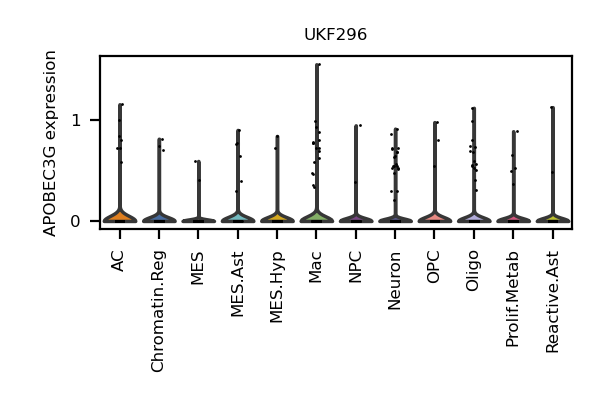 UKF296
APOBEC3G expression
1
0
AC
Chromatin.Reg
MES
MES.Ast
MES.Hyp
Mac
NPC
Neuron
OPC
Oligo
Prolif.Metab
Reactive.Ast